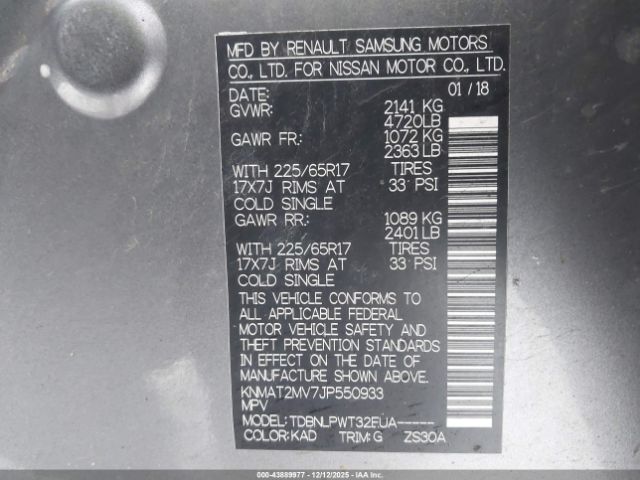 MFD BY RENAULT SAMSUNG MOTORS
CO., LTD. FOR NISSAN MOTOR CO., LTD.
DATE: 01 / 18
GVWR: 2141 KG
4720LB
GAWR FR.: 1072 KG
2363 LB
WITH 225/65R17 TIRES
17X7J RIMS AT 33 PSI
COLD SINGLE
GAWR RR.: 1089 KG
2401 LB
WITH 225/65R17 TIRES
17X7J RIMS AT 33 PSI
COLD SINGLE
THIS VEHICLE CONFORMS TO
ALL APPLICABLE FEDERAL
MOTOR VEHICLE SAFETY AND
THEFT PREVENTION STANDARDS
IN EFFECT ON THE DATE OF
MANUFACTURE SHOWN ABOVE.
KNMAT2MV7JP550933
MPV
MODEL: TDBNLPWT32EUA-----
COLOR: KAD TRIM: G ZS30A
000-43889977 - 12/12/2025 - IAAI.com